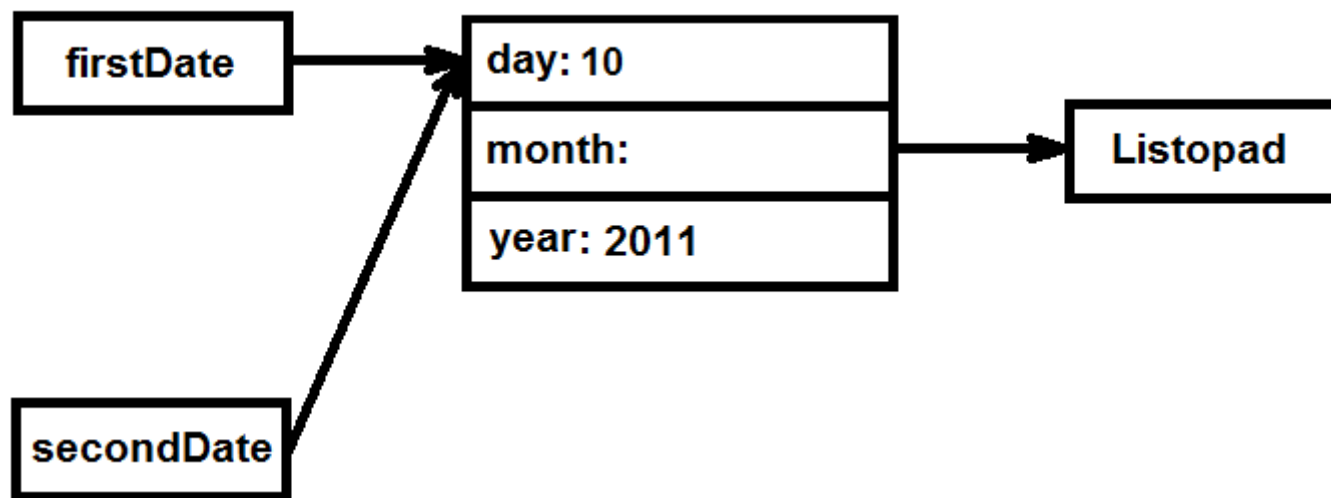 firstDate
day: 10
month:
Listopad
year: 2011
secondDate